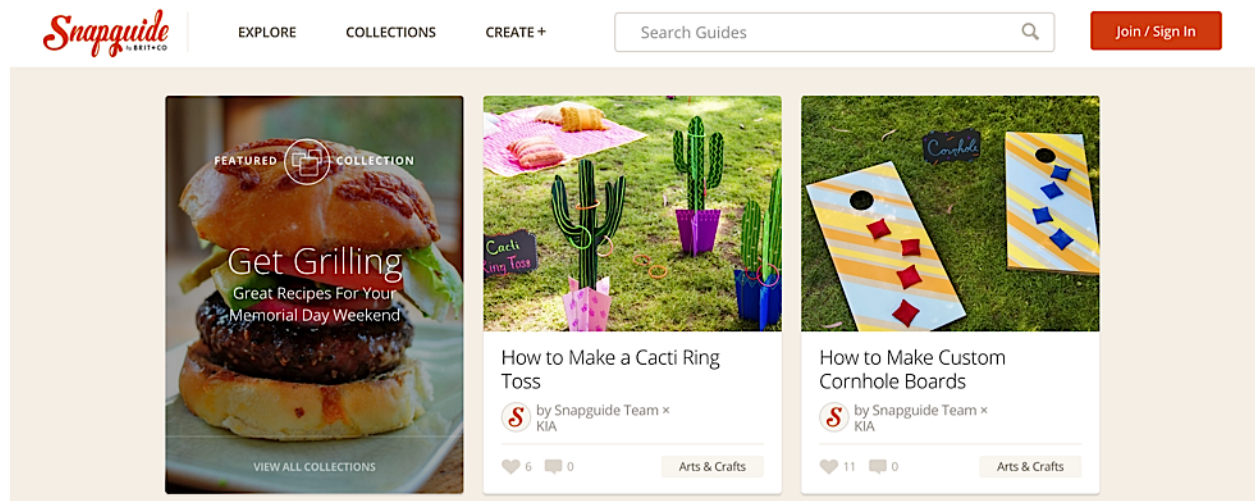 Snapguide
by BRIT+CO
EXPLORE
COLLECTIONS
CREATE +
Search Guides
Join / Sign In
FEATURED COLLECTION
Get Grilling
Great Recipes For Your
Memorial Day Weekend
VIEW ALL COLLECTIONS
Cacti
Ring Toss
How to Make a Cacti Ring
Toss
S
by Snapguide Team ×
KIA
6
0
Arts & Crafts
Cornhole
How to Make Custom
Cornhole Boards
S
by Snapguide Team ×
KIA
11
0
Arts & Crafts